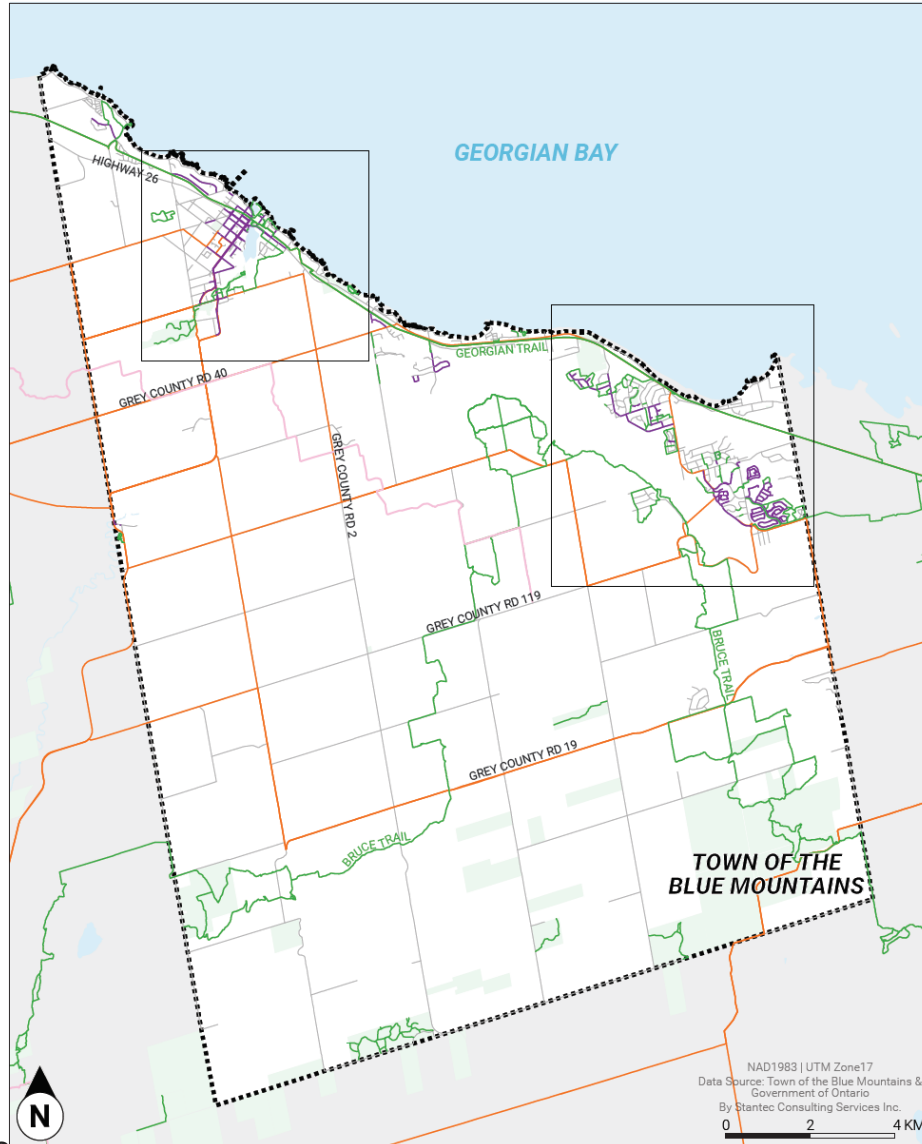 GEORGIAN BAY
HIGHWAY 26
GEORGIAN TRAIL
GREY COUNTY RD 40
GREY COUNTY RD 2
GREY COUNTY RD 119
BRUCE TRAIL
GREY COUNTY RD 19
BRUCE TRAIL
TOWN OF THE
BLUE MOUNTAINS
NAD1983 | UTM Zone17
Data Source: Town of the Blue Mountains &
Government of Ontario
By Stantec Consulting Services Inc.
0 2 4 KM
N